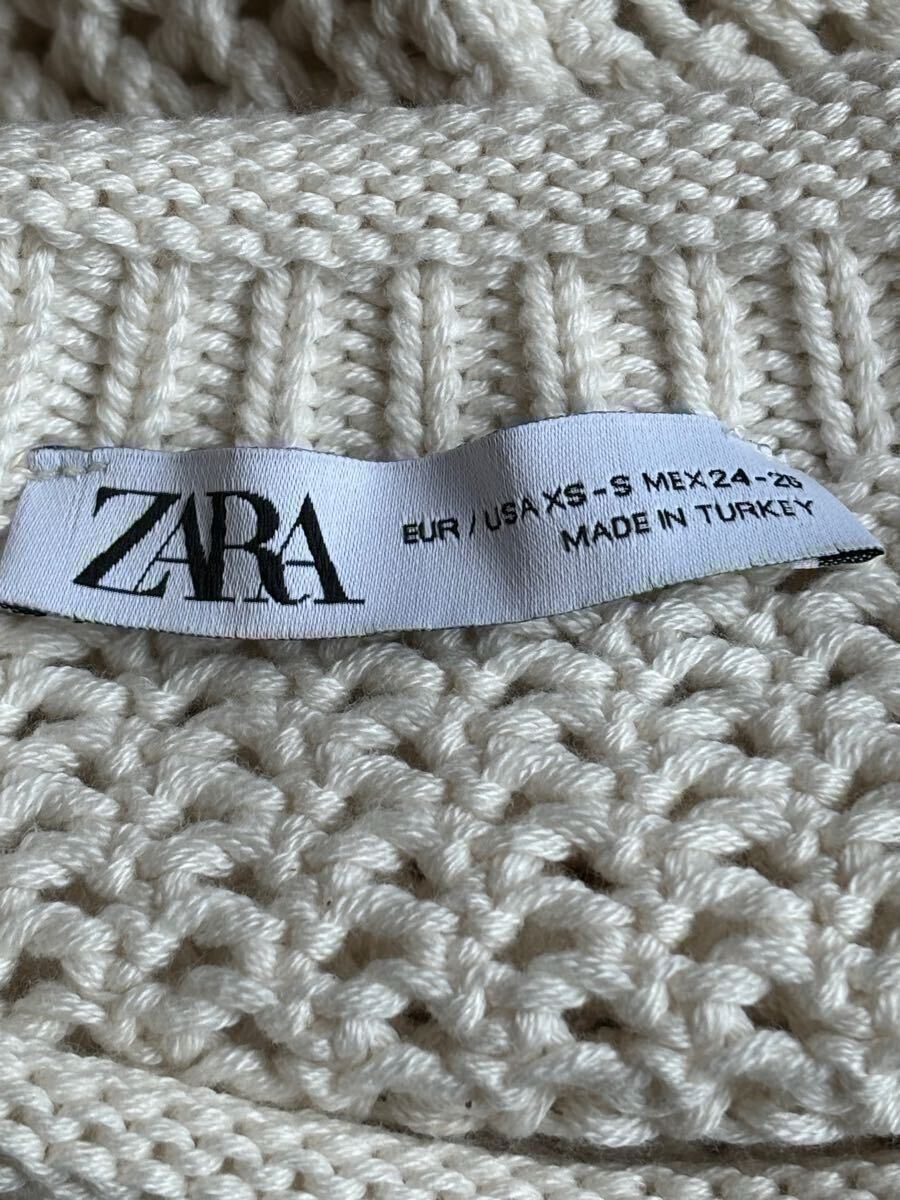 ZARA
EUR / USA XS-S MEX 24-26
MADE IN TURKEY